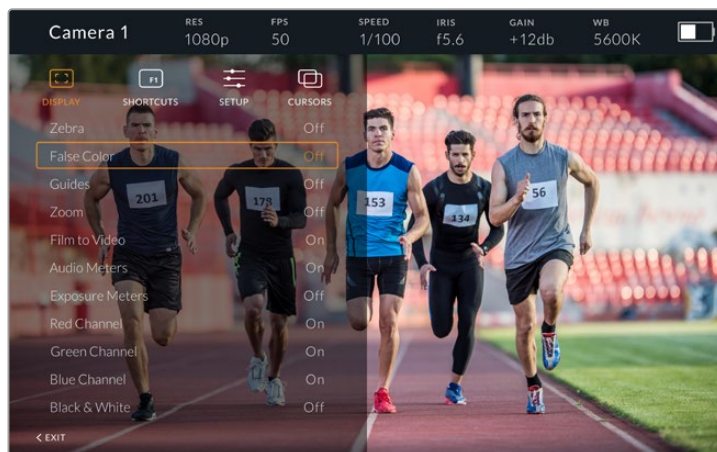 Camera 1
RES
1080p
FPS
50
SPEED
1/100
IRIS
f5.6
GAIN
+12db
WB
5600K
F1
DISPLAY
SHORTCUTS
SETUP
CURSORS
Zebra Off
False Color Off
Guides Off
Zoom Off
Film to Video On
Audio Meters On
Exposure Meters Off
Red Channel On
Green Channel On
Blue Channel On
Black & White Off
< EXIT
201
178
153
134
56